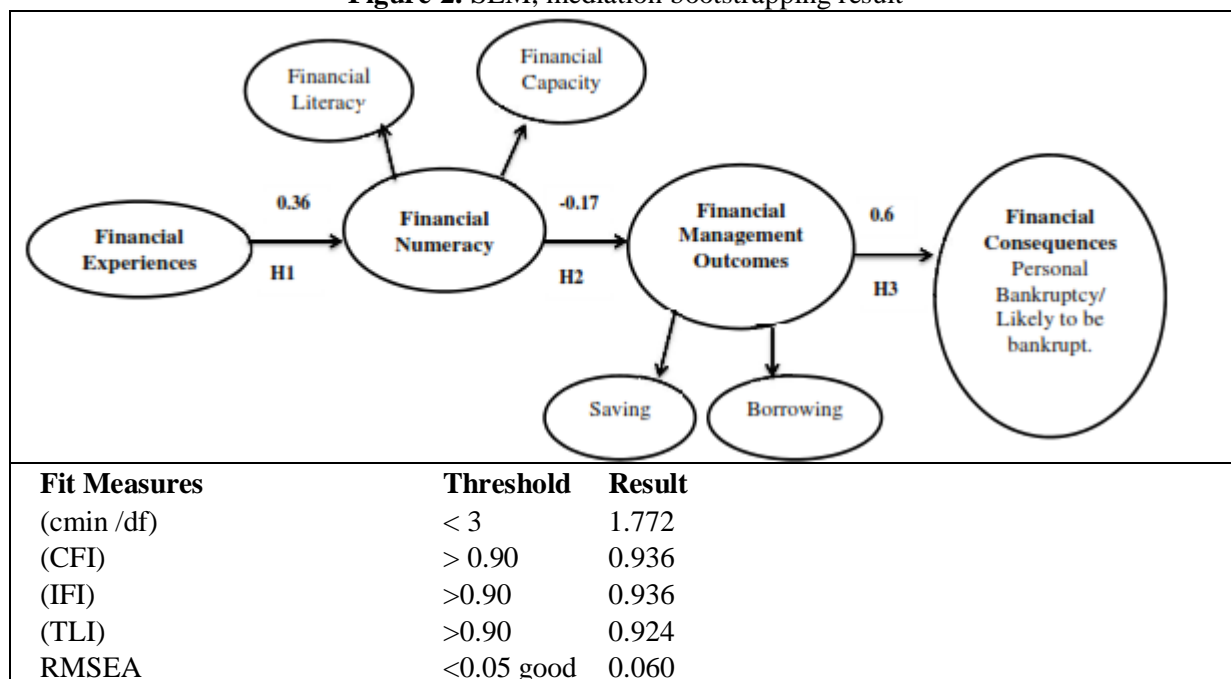 Figure 2. SEM, mediation bootstrapping result
Financial
Literacy
Financial
Capacity
0.36
-0.17
0.6
Financial
Experiences
Financial
Numeracy
Financial
Management
Outcomes
Financial
Consequences
Personal
Bankruptcy/
Likely to be
bankrupt.
H1
H2
H3
Saving
Borrowing
Fit Measures Threshold Result
(cmin /df) < 3 1.772
(CFI) > 0.90 0.936
(IFI) >0.90 0.936
(TLI) >0.90 0.924
RMSEA <0.05 good 0.060